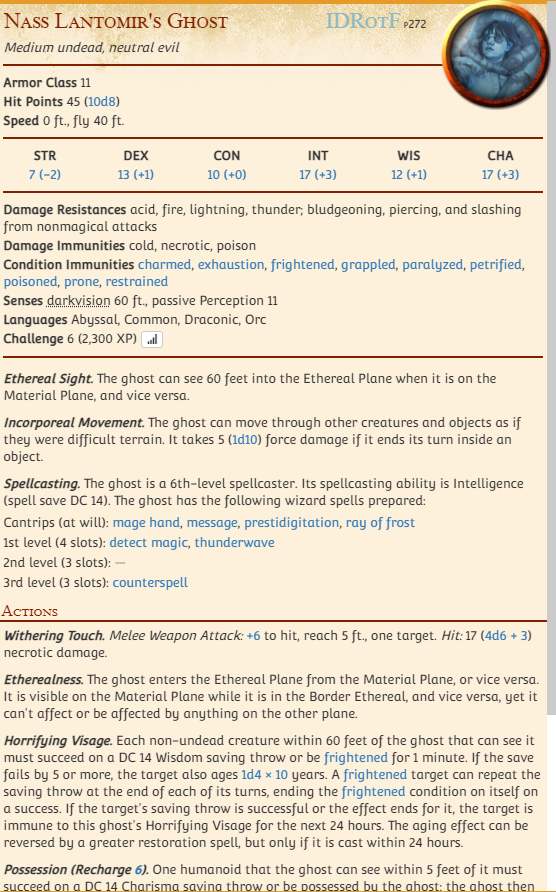 Nass Lantomir's Ghost IDRotF p272
Medium undead, neutral evil
Armor Class 11
Hit Points 45 (10d8)
Speed 0 ft., fly 40 ft.
STR DEX CON INT WIS CHA
7 (−2) 13 (+1) 10 (+0) 17 (+3) 12 (+1) 17 (+3)
Damage Resistances acid, fire, lightning, thunder; bludgeoning, piercing, and slashing
from nonmagical attacks
Damage Immunities cold, necrotic, poison
Condition Immunities charmed, exhaustion, frightened, grappled, paralyzed, petrified,
poisoned, prone, restrained
Senses darkvision 60 ft., passive Perception 11
Languages Abyssal, Common, Draconic, Orc
Challenge 6 (2,300 XP)
Ethereal Sight. The ghost can see 60 feet into the Ethereal Plane when it is on the
Material Plane, and vice versa.
Incorporeal Movement. The ghost can move through other creatures and objects as if
they were difficult terrain. It takes 5 (1d10) force damage if it ends its turn inside an
object.
Spellcasting. The ghost is a 6th-level spellcaster. Its spellcasting ability is Intelligence
(spell save DC 14). The ghost has the following wizard spells prepared:
Cantrips (at will): mage hand, message, prestidigitation, ray of frost
1st level (4 slots): detect magic, thunderwave
2nd level (3 slots): —
3rd level (3 slots): counterspell
Actions
Withering Touch. Melee Weapon Attack: +6 to hit, reach 5 ft., one target. Hit: 17 (4d6 + 3)
necrotic damage.
Etherealness. The ghost enters the Ethereal Plane from the Material Plane, or vice versa.
It is visible on the Material Plane while it is in the Border Ethereal, and vice versa, yet it
can't affect or be affected by anything on the other plane.
Horrifying Visage. Each non-undead creature within 60 feet of the ghost that can see it
must succeed on a DC 14 Wisdom saving throw or be frightened for 1 minute. If the save
fails by 5 or more, the target also ages 1d4 × 10 years. A frightened target can repeat the
saving throw at the end of each of its turns, ending the frightened condition on itself on
a success. If the target's saving throw is successful or the effect ends for it, the target is
immune to this ghost's Horrifying Visage for the next 24 hours. The aging effect can be
reversed by a greater restoration spell, but only if it is cast within 24 hours.
Possession (Recharge 6). One humanoid that the ghost can see within 5 feet of it must
succeed on a DC 14 Charisma saving throw or be possessed by the ghost; the ghost then